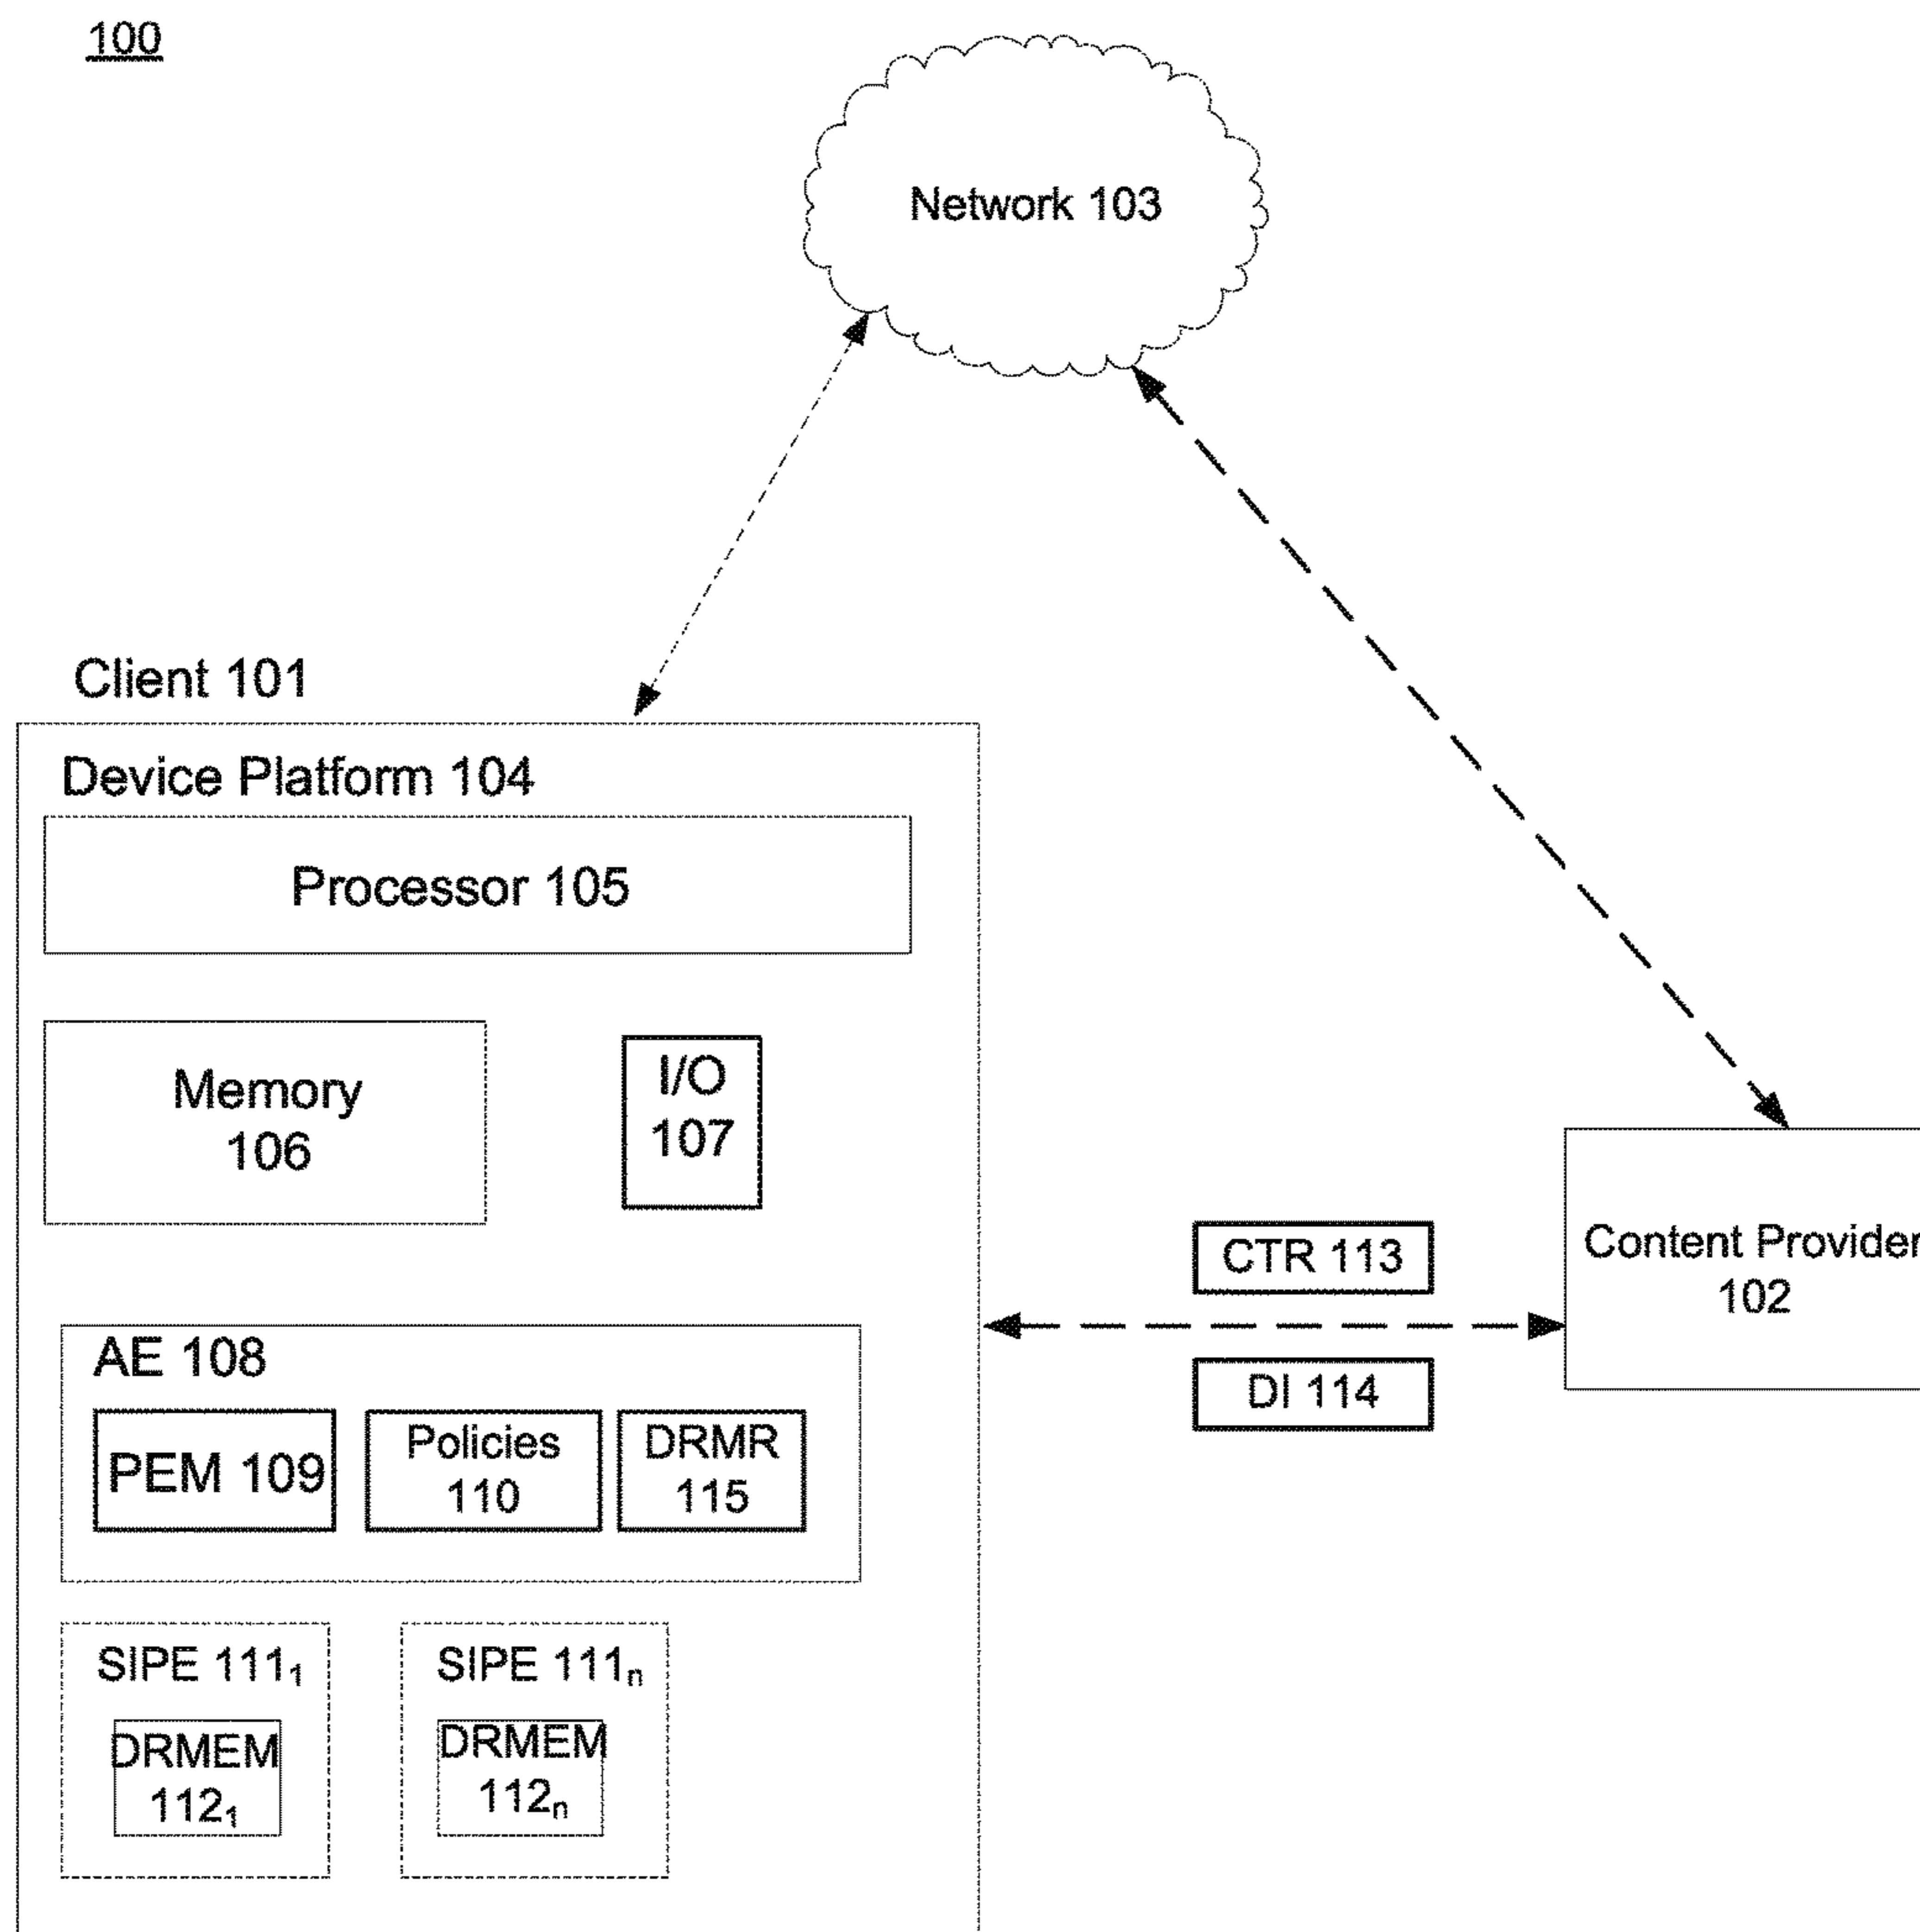 100
Network 103
Client 101
Device Platform 104
Processor 105
Memory
106
I/O
107
CTR 113
DI 114
Content Provider
102
AE 108
PEM 109
Policies
110
DRMR
115
SIPE 111₁
DRMEM
112₁
SIPE 111ₙ
DRMEM
112ₙ